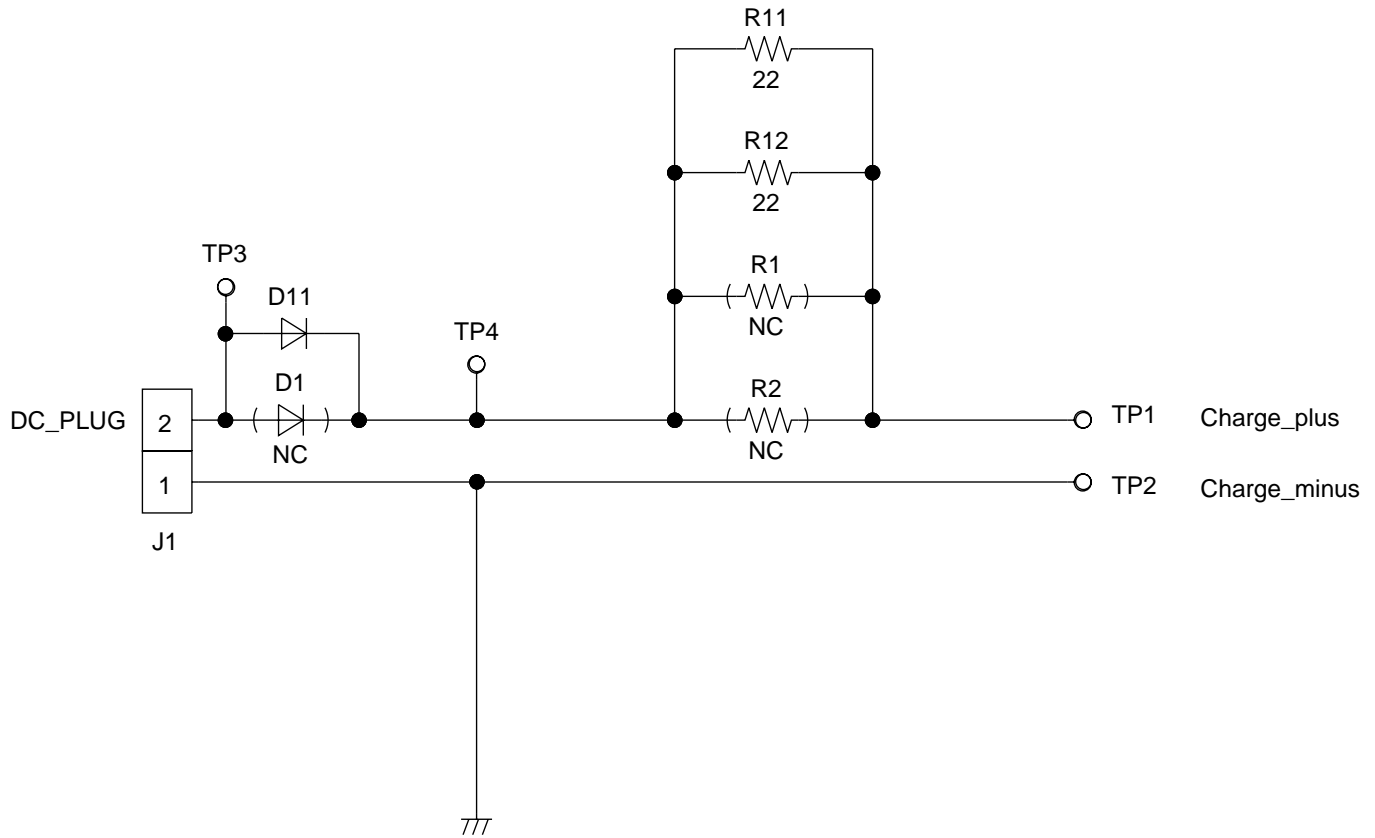 R11
22
R12
22
TP3
R1
D11
NC
TP4
D1
R2
DC_PLUG
2
NC
NC
TP1
Charge_plus
1
TP2
Charge_minus
J1